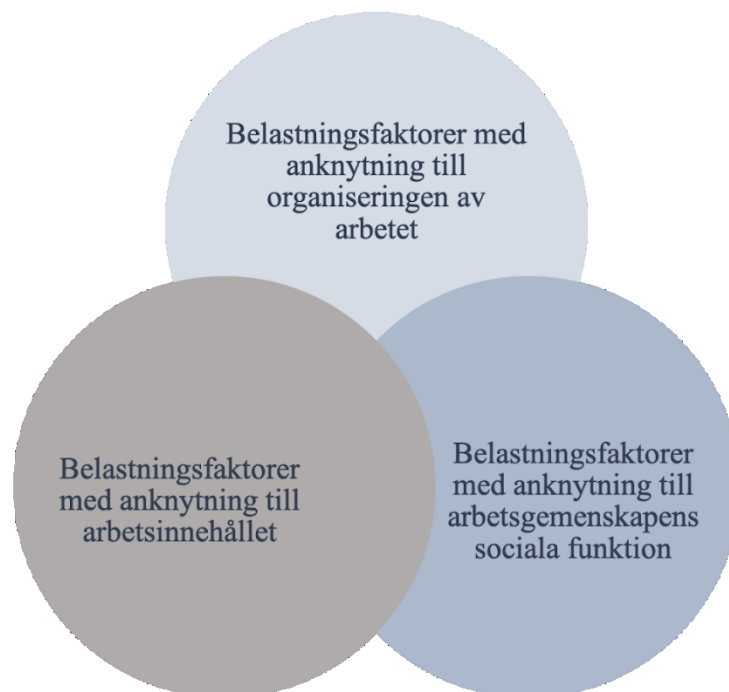 Belastningsfaktorer med
anknytning till
organiseringen av
arbetet
Belastningsfaktorer
med anknytning till
arbetsinnehållet
Belastningsfaktorer
med anknytning till
arbetsgemenskapens
sociala funktion